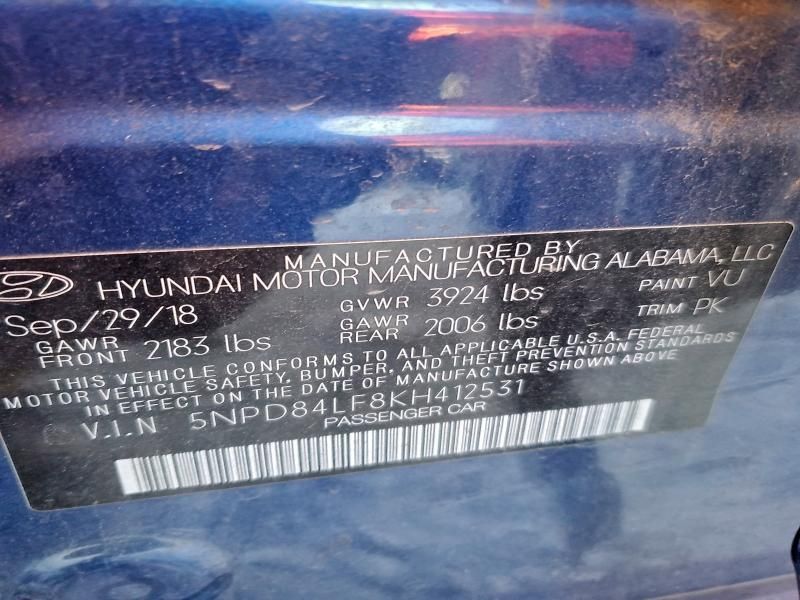 MANUFACTURED BY
HYUNDAI MOTOR MANUFACTURING ALABAMA, LLC
Sep/29/18 GVWR 3924 lbs PAINT VU
GAWR FRONT 2183 lbs GAWR REAR 2006 lbs TRIM PK
THIS VEHICLE CONFORMS TO ALL APPLICABLE U.S.A. FEDERAL
MOTOR VEHICLE SAFETY, BUMPER, AND THEFT PREVENTION STANDARDS
IN EFFECT ON THE DATE OF MANUFACTURE SHOWN ABOVE
V.I.N 5NPD84LF8KH412531
PASSENGER CAR